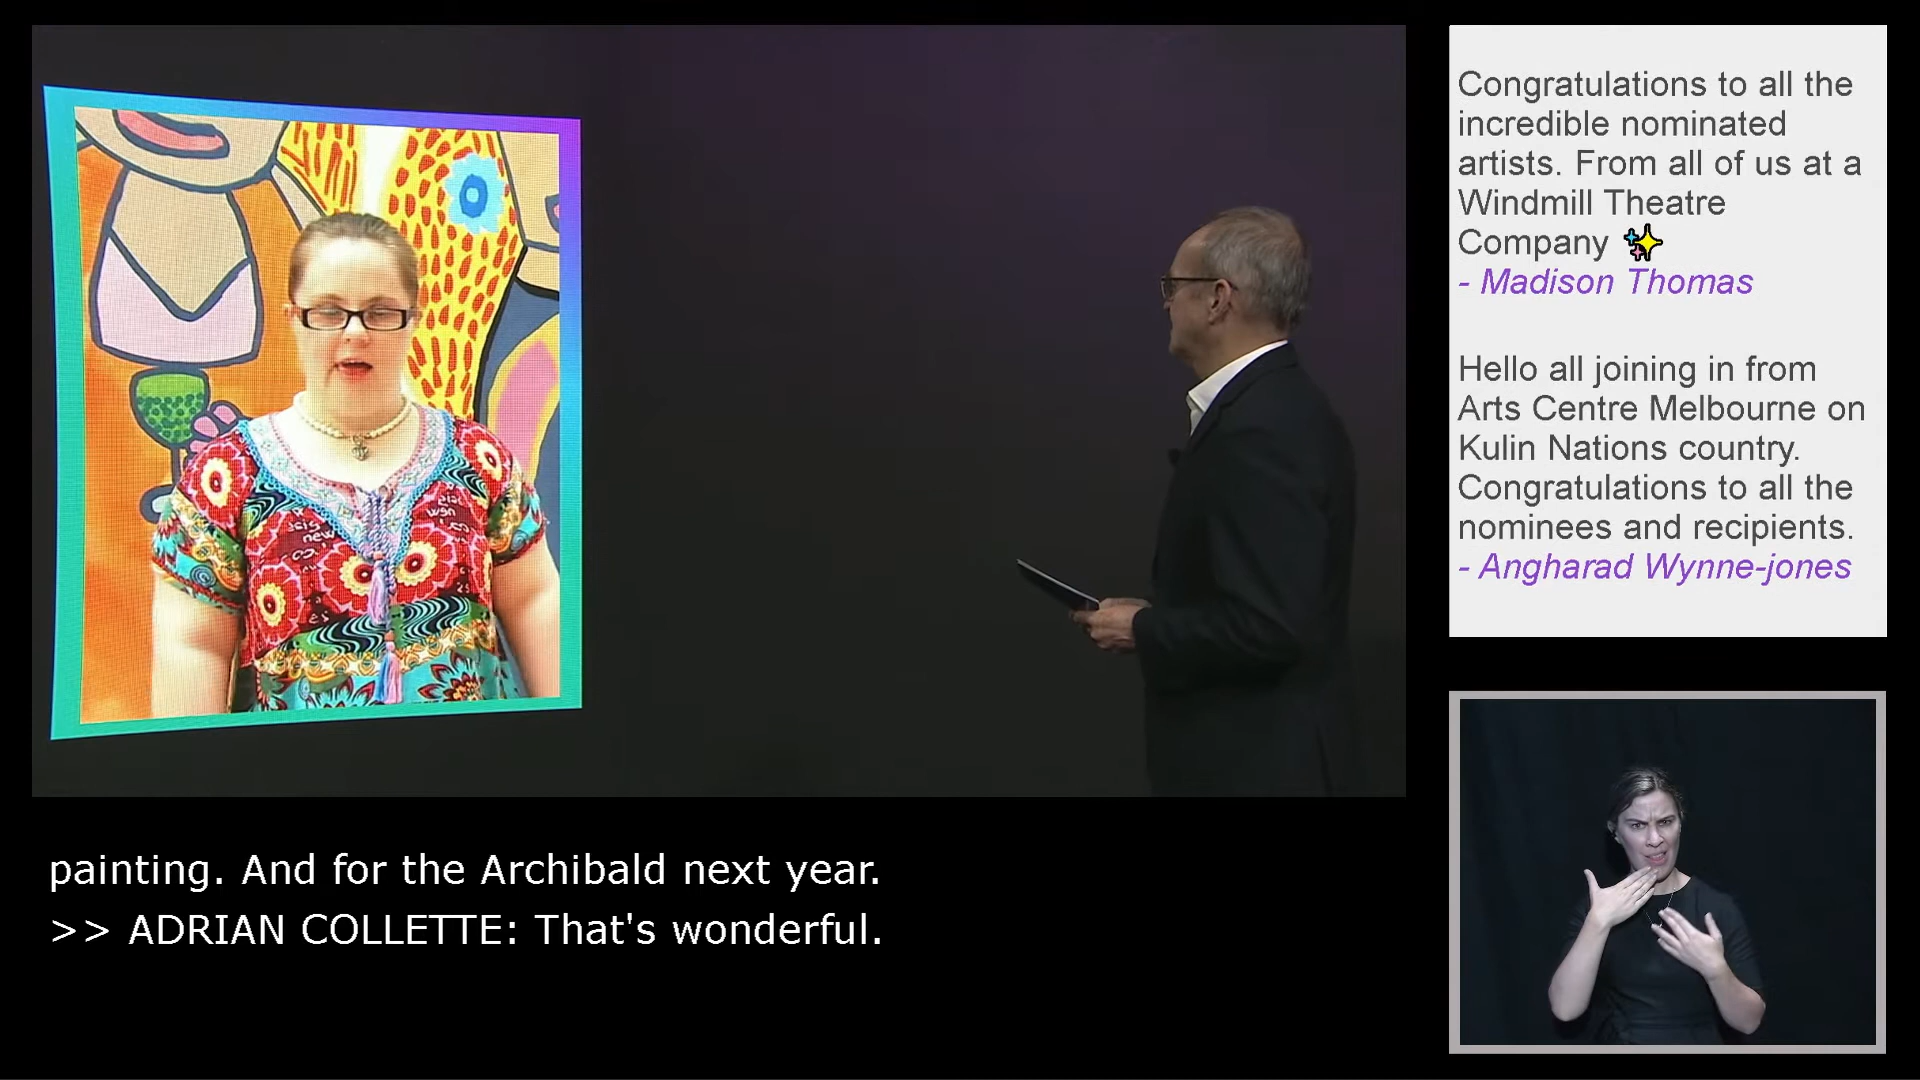 Congratulations to all the
incredible nominated
artists. From all of us at a
Windmill Theatre
Company ✨
- Madison Thomas
Hello all joining in from
Arts Centre Melbourne on
Kulin Nations country.
Congratulations to all the
nominees and recipients.
- Angharad Wynne-jones
painting. And for the Archibald next year.
>> ADRIAN COLLETTE: That's wonderful.